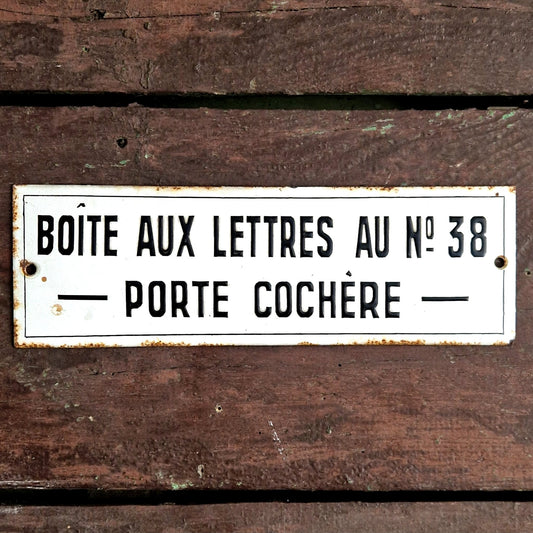 BOÎTE AUX LETTRES AU Nº 38
— PORTE COCHÈRE —